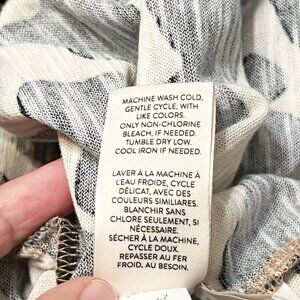 MACHINE WASH COLD,
GENTLE CYCLE, WITH
LIKE COLORS.
ONLY NON-CHLORINE
BLEACH, IF NEEDED.
TUMBLE DRY LOW.
COOL IRON IF NEEDED.
LAVER À LA MACHINE À
L'EAU FROIDE, CYCLE
DÉLICAT, AVEC DES
COULEURS SIMILAIRES.
BLANCHIR SANS
CHLORE SEULEMENT, SI
NÉCESSAIRE.
SÉCHER À LA MACHINE,
CYCLE DOUX.
REPASSER AU FER
FROID, AU BESOIN.